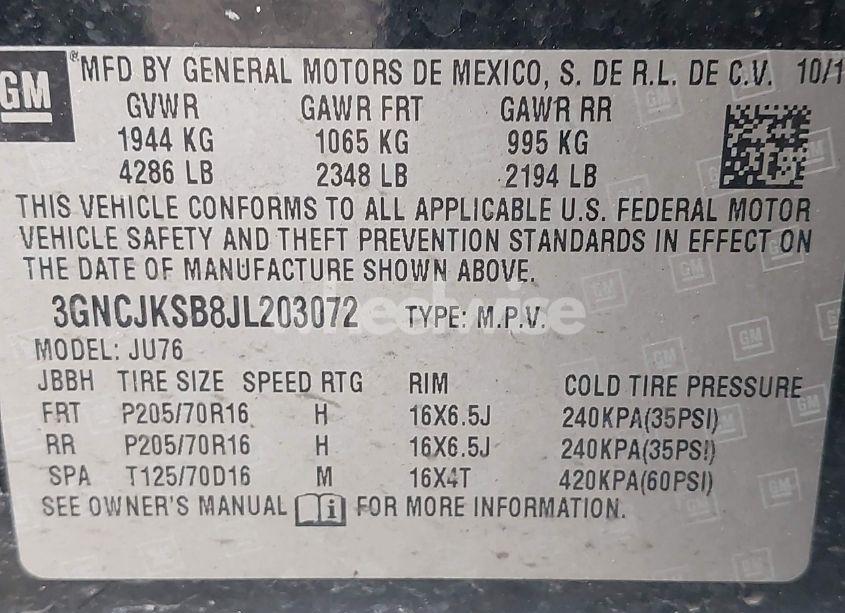 GM ® MFD BY GENERAL MOTORS DE MEXICO, S. DE R.L. DE C.V. 10/1
GVWR GAWR FRT GAWR RR
1944 KG 1065 KG 995 KG
4286 LB 2348 LB 2194 LB
THIS VEHICLE CONFORMS TO ALL APPLICABLE U.S. FEDERAL MOTOR
VEHICLE SAFETY AND THEFT PREVENTION STANDARDS IN EFFECT ON
THE DATE OF MANUFACTURE SHOWN ABOVE.
3GNCJKSB8JL203072 TYPE: M.P.V.
wheelwise
MODEL: JU76
JBBH TIRE SIZE SPEED RTG RIM COLD TIRE PRESSURE
FRT P205/70R16 H 16X6.5J 240KPA(35PSI)
RR P205/70R16 H 16X6.5J 240KPA(35PSI)
SPA T125/70D16 M 16X4T 420KPA(60PSI)
SEE OWNER'S MANUAL i FOR MORE INFORMATION.